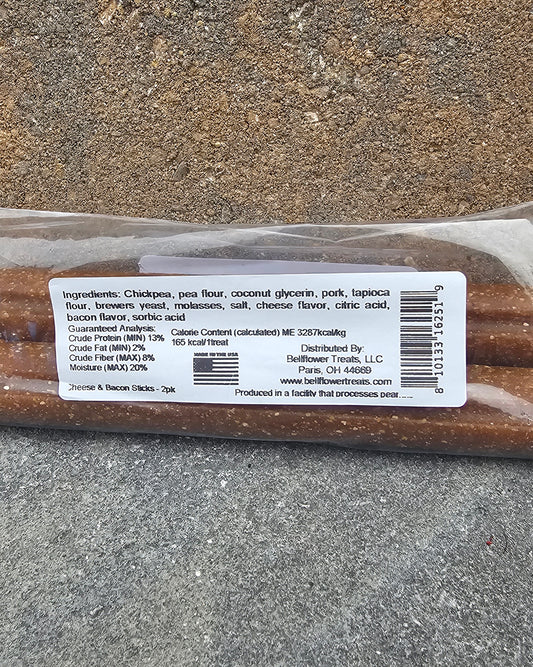 Ingredients: Chickpea, pea flour, coconut glycerin, pork, tapioca
flour, brewers yeast, molasses, salt, cheese flavor, citric acid,
bacon flavor, sorbic acid
Guaranteed Analysis:
Crude Protein (MIN) 13%
Crude Fat (MIN) 2%
Crude Fiber (MAX) 8%
Moisture (MAX) 20%
Calorie Content (calculated) ME 3287kcal/kg
165 kcal/1treat
MADE IN THE USA
Distributed By:
Bellflower Treats, LLC
Paris, OH 44669
www.bellflowertreats.com
Cheese & Bacon Sticks - 2pk
Produced in a facility that processes
8 10133 16251 9